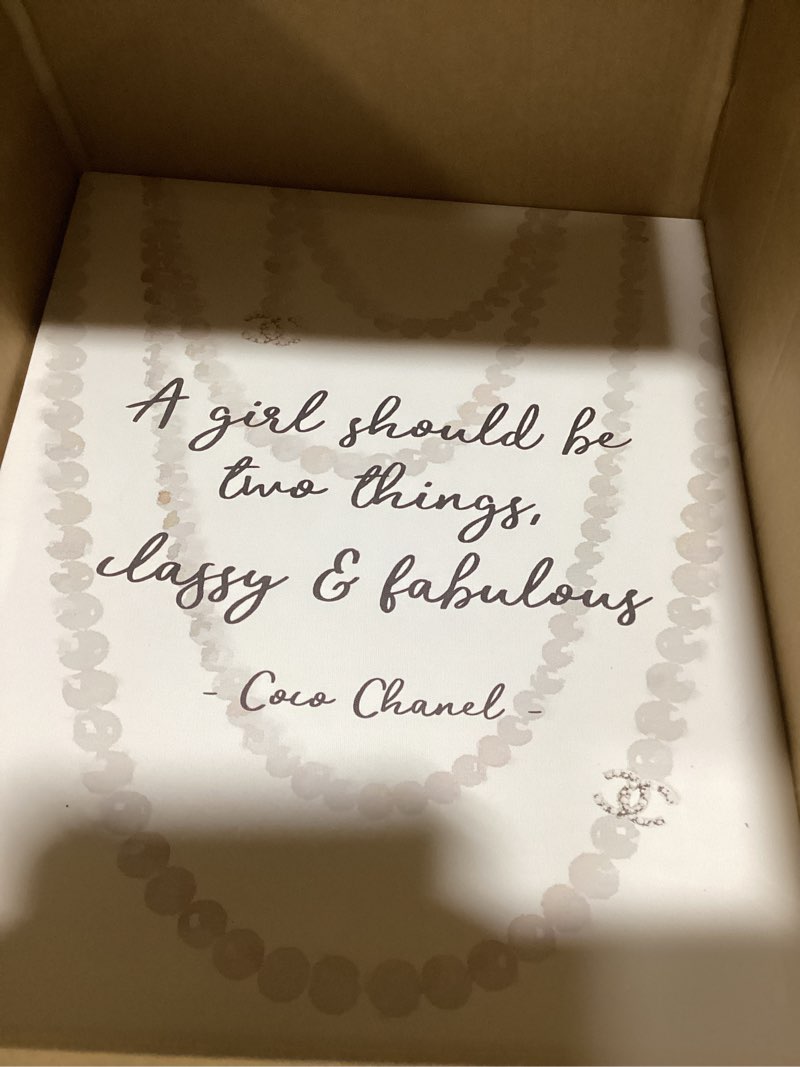 A girl should be
two things,
classy & fabulous
- Coco Chanel -